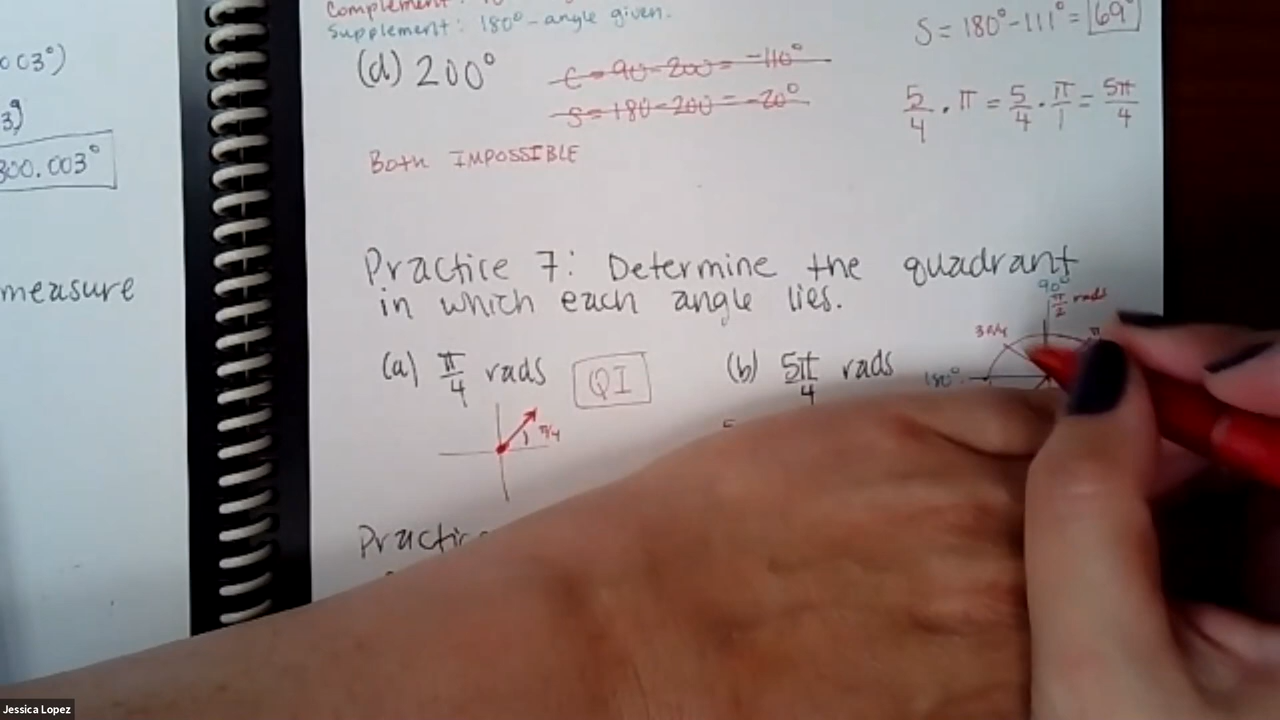 003°)
3)
300.003°
measure
Supplement: 180° - angle given.
(d) 200°
C = 90 - 200 = -110°
S = 180 - 200 = -20°
Both IMPOSSIBLE
S = 180° - 111° = 69°
5/4 · π = 5/4 · π/1 = 5π/4
Practice 7: Determine the quadrant
in which each angle lies.
(a) π/4 rads QI
π/4
(b) 5π/4 rads
90°
π/2 rads
180°
Jessica Lopez